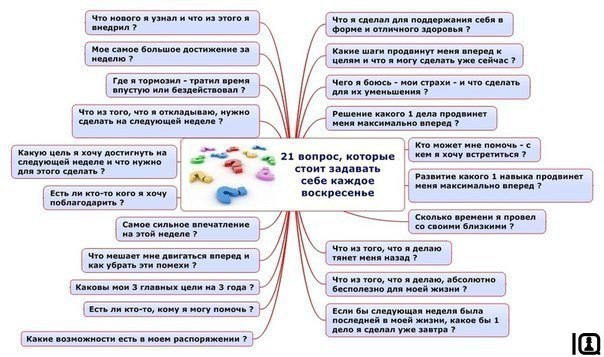 Что нового я узнал и что из этого я
внедрил ?
Мое самое большое достижение за
неделю ?
Где я тормозил - тратил время
впустую или бездействовал ?
Что из того, что я откладываю, нужно
сделать на следующей неделе ?
Какую цель я хочу достигнуть на
следующей неделе и что нужно
для этого сделать ?
Есть ли кто-то кого я хочу
поблагодарить ?
Самое сильное впечатление
на этой неделе ?
Что мешает мне двигаться вперед и
как убрать эти помехи ?
Каковы мои 3 главных цели на 3 года ?
Есть ли кто-то, кому я могу помочь ?
Какие возможности есть в моем распоряжении ?
21 вопрос, которые
стоит задавать
себе каждое
воскресенье
Что я сделал для поддержания себя в
форме и отличного здоровья ?
Какие шаги продвинут меня вперед к
целям и что я могу сделать уже сейчас ?
Чего я боюсь - мои страхи - и что сделать
для их уменьшения ?
Решение какого 1 дела продвинет
меня максимально вперед ?
Кто может мне помочь - с
кем я хочу встретиться ?
Развитие какого 1 навыка продвинет
меня максимально вперед ?
Сколько времени я провел
со своими близкими ?
Что из того, что я делаю
тянет меня назад ?
Что из того, что я делаю, абсолютно
бесполезно для моей жизни ?
Если бы следующая неделя была
последней в моей жизни, какое бы 1
дело я сделал уже завтра ?